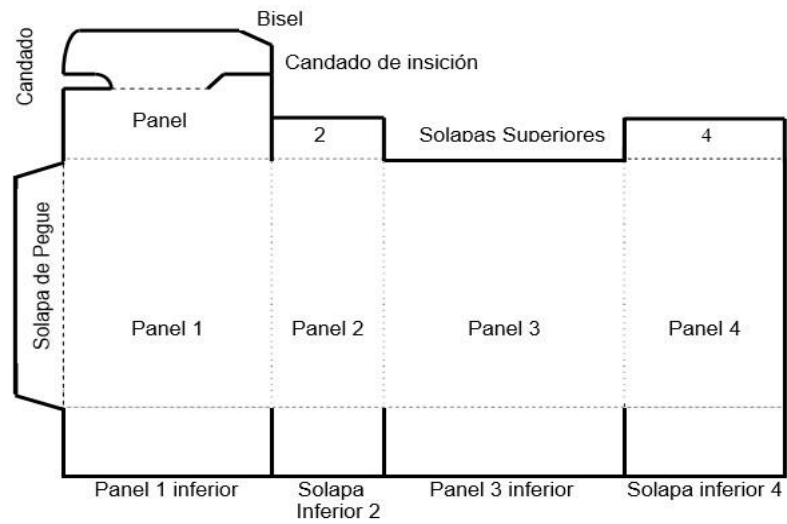 Bisel
Candado
Candado de insición
Panel
2
Solapas Superiores
4
Solapa de Pegue
Panel 1
Panel 2
Panel 3
Panel 4
Panel 1 inferior
Solapa
Inferior 2
Panel 3 inferior
Solapa inferior 4